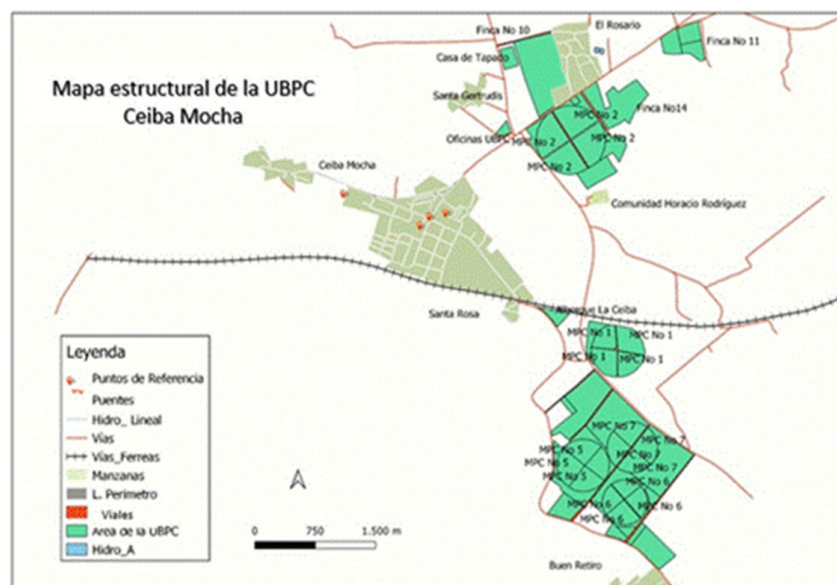 Mapa estructural de la UBPC
Ceiba Mocha
Finca No 10
El Rosario
Finca No 11
Casa de Tapado
Santa Gertrudis
Finca No14
MPC No 2
Oficinas UBPC
MPC No 2
MPC No 2
MPC No 2
Ceiba Mocha
Comunidad Horacio Rodríguez
Santa Rosa
La Ceiba
MPC No 1
MPC No 1
MPC No 1
MPC No 1
MPC No 7
MPC No 7
MPC No 5
MPC No 7
MPC No 5
MPC No 7
MPC No 5
MPC No 6
MPC No 6
MPC No 6
MPC No 6
Buen Retiro
Leyenda
Puntos de Referencia
Puentes
Hidro_ Lineal
Vías
Vías_Ferreas
Manzanas
L. Perimetro
Viales
Area de la UBPC
Hidro_A
0 750 1.500 m